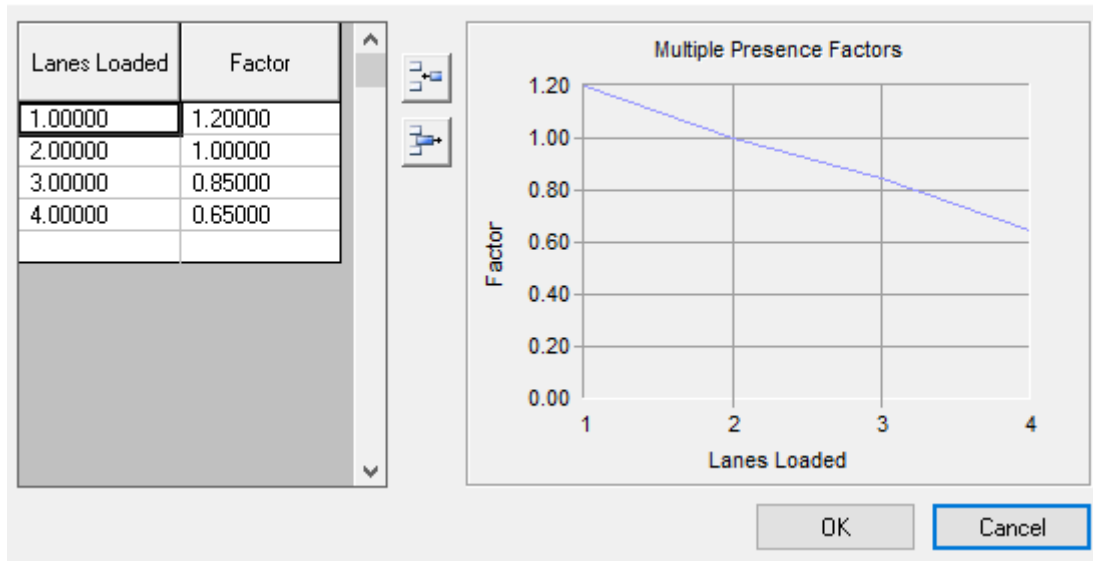 Lanes Loaded Factor
1.00000 1.20000
2.00000 1.00000
3.00000 0.85000
4.00000 0.65000
Multiple Presence Factors
1.20
1.00
0.80
0.60
0.40
0.20
0.00
Factor
1 2 3 4
Lanes Loaded
OK Cancel